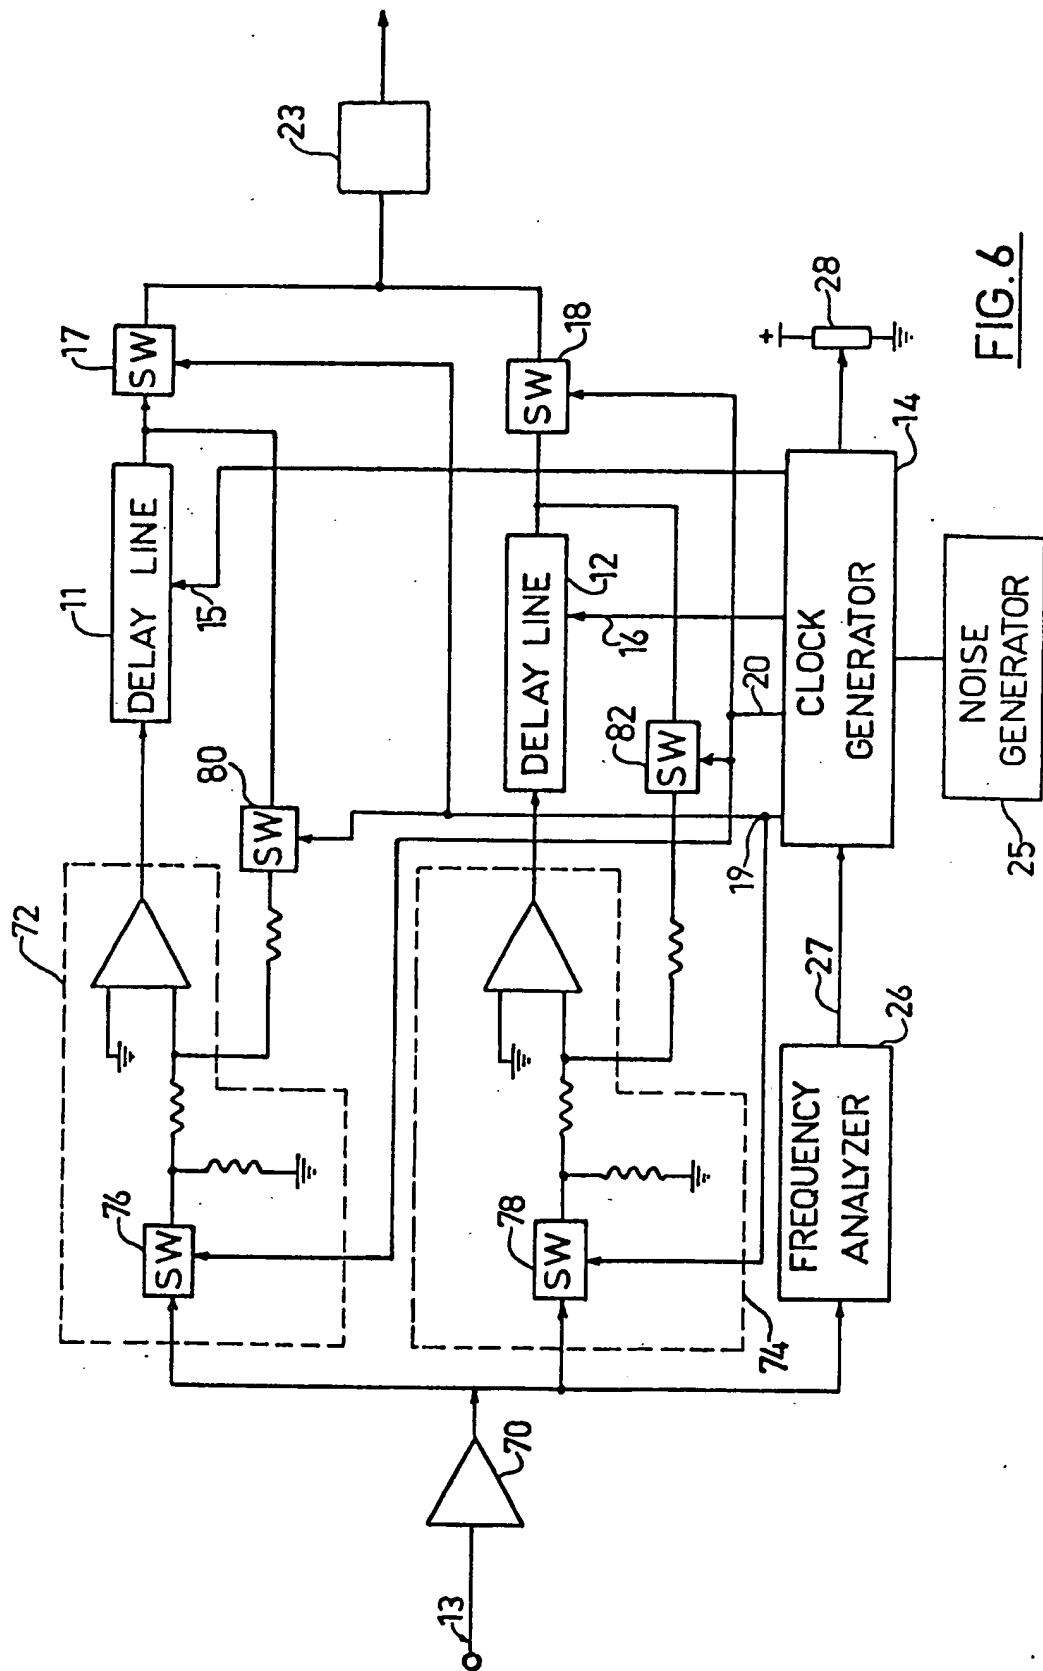 13
70
72
SW
76
SW
80
DELAY LINE
11
15
SW
17
23
74
SW
78
SW
82
DELAY LINE
12
16
SW
18
19
20
FREQUENCY
ANALYZER
26
27
CLOCK
GENERATOR
14
+
28
NOISE
GENERATOR
25
FIG.6